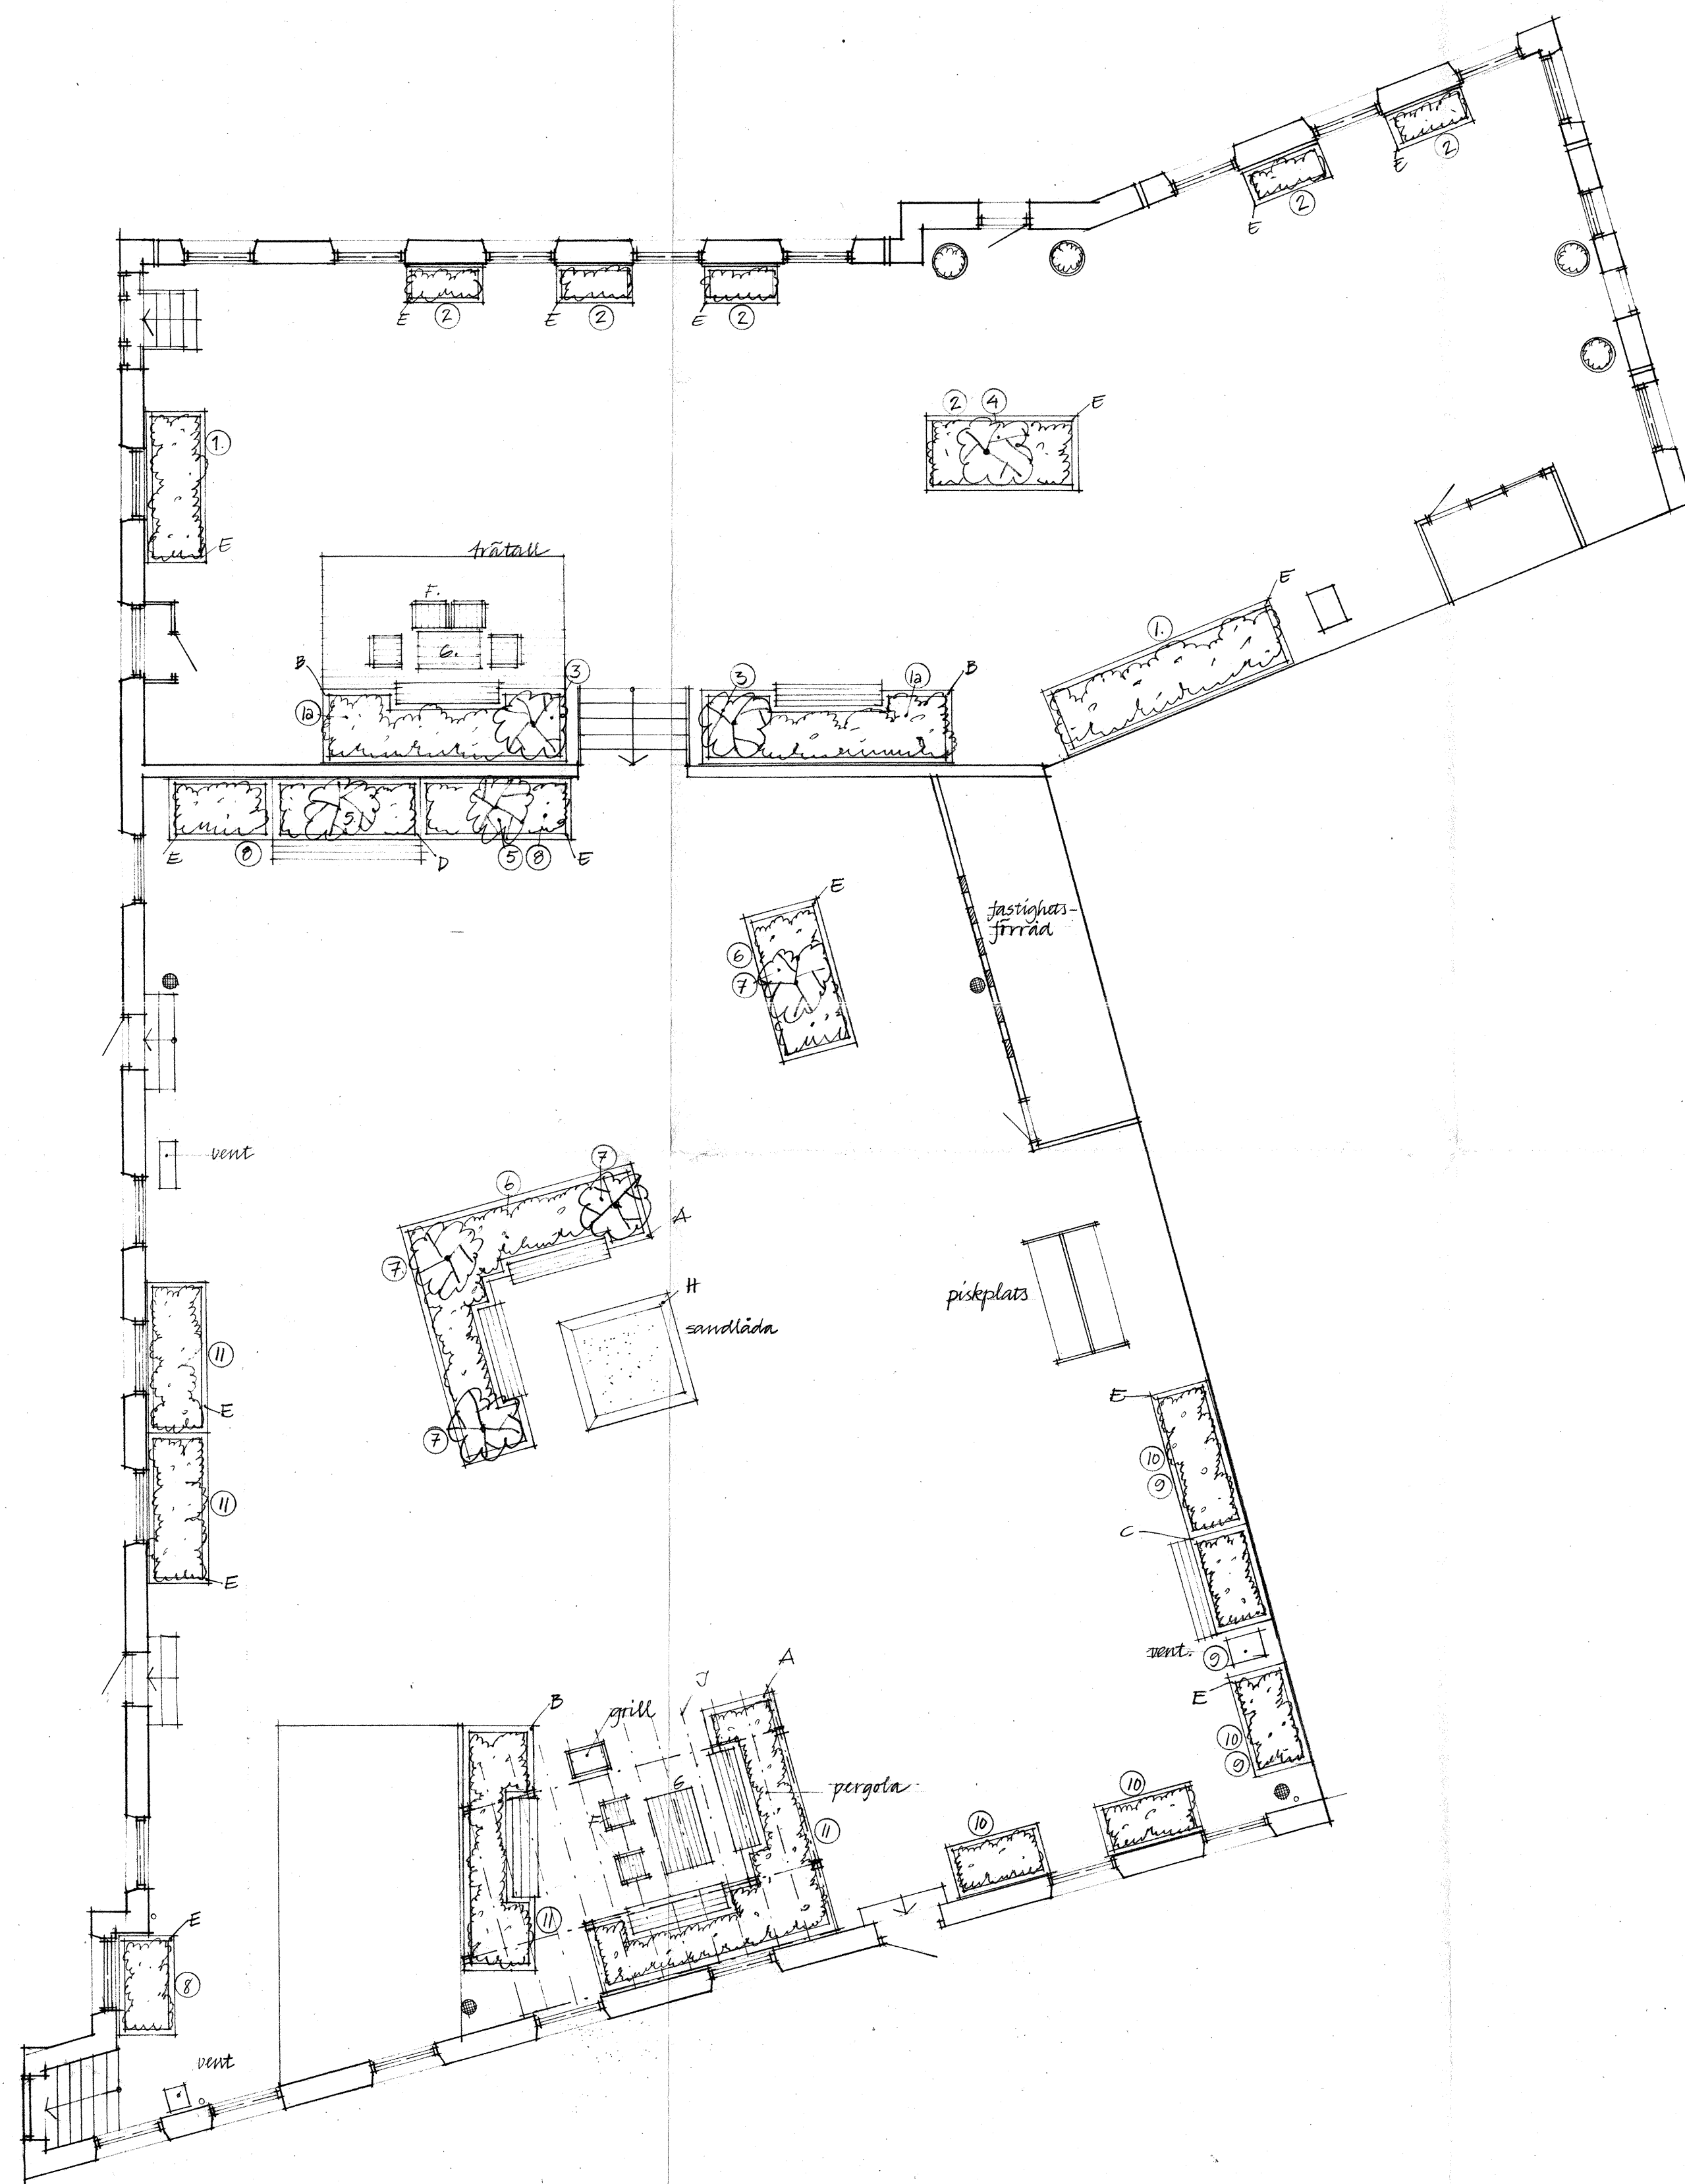 E 2
2 E
E 2 E 2 E 2
2 4 E
1.
E
trätall
F.
G.
E
1.
B 3 3 1a B
1a
5.
E 8 D 5 8 E
E
6
7
fastighets-
förråd
vent
7
6
A
7.
H
sandlåda
piskplats
11
E
E
10
9
7
11
C
E
vent. 9
J A
E
B grill
10
9
G
pergola
10
F
10
11
11
E
8
vent